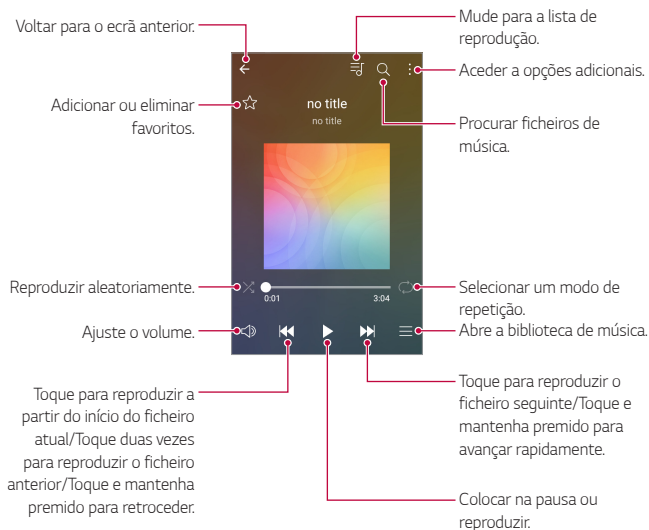 Voltar para o ecrã anterior.
Mude para a lista de
reprodução.
Aceder a opções adicionais.
Adicionar ou eliminar
favoritos.
no title
no title
Procurar ficheiros de
música.
Reproduzir aleatoriamente.
0:01
3:04
Selecionar um modo de
repetição.
Ajuste o volume.
Abre a biblioteca de música.
Toque para reproduzir a
partir do início do ficheiro
atual/Toque duas vezes
para reproduzir o ficheiro
anterior/Toque e mantenha
premido para retroceder.
Toque para reproduzir o
ficheiro seguinte/Toque e
mantenha premido para
avançar rapidamente.
Colocar na pausa ou
reproduzir.